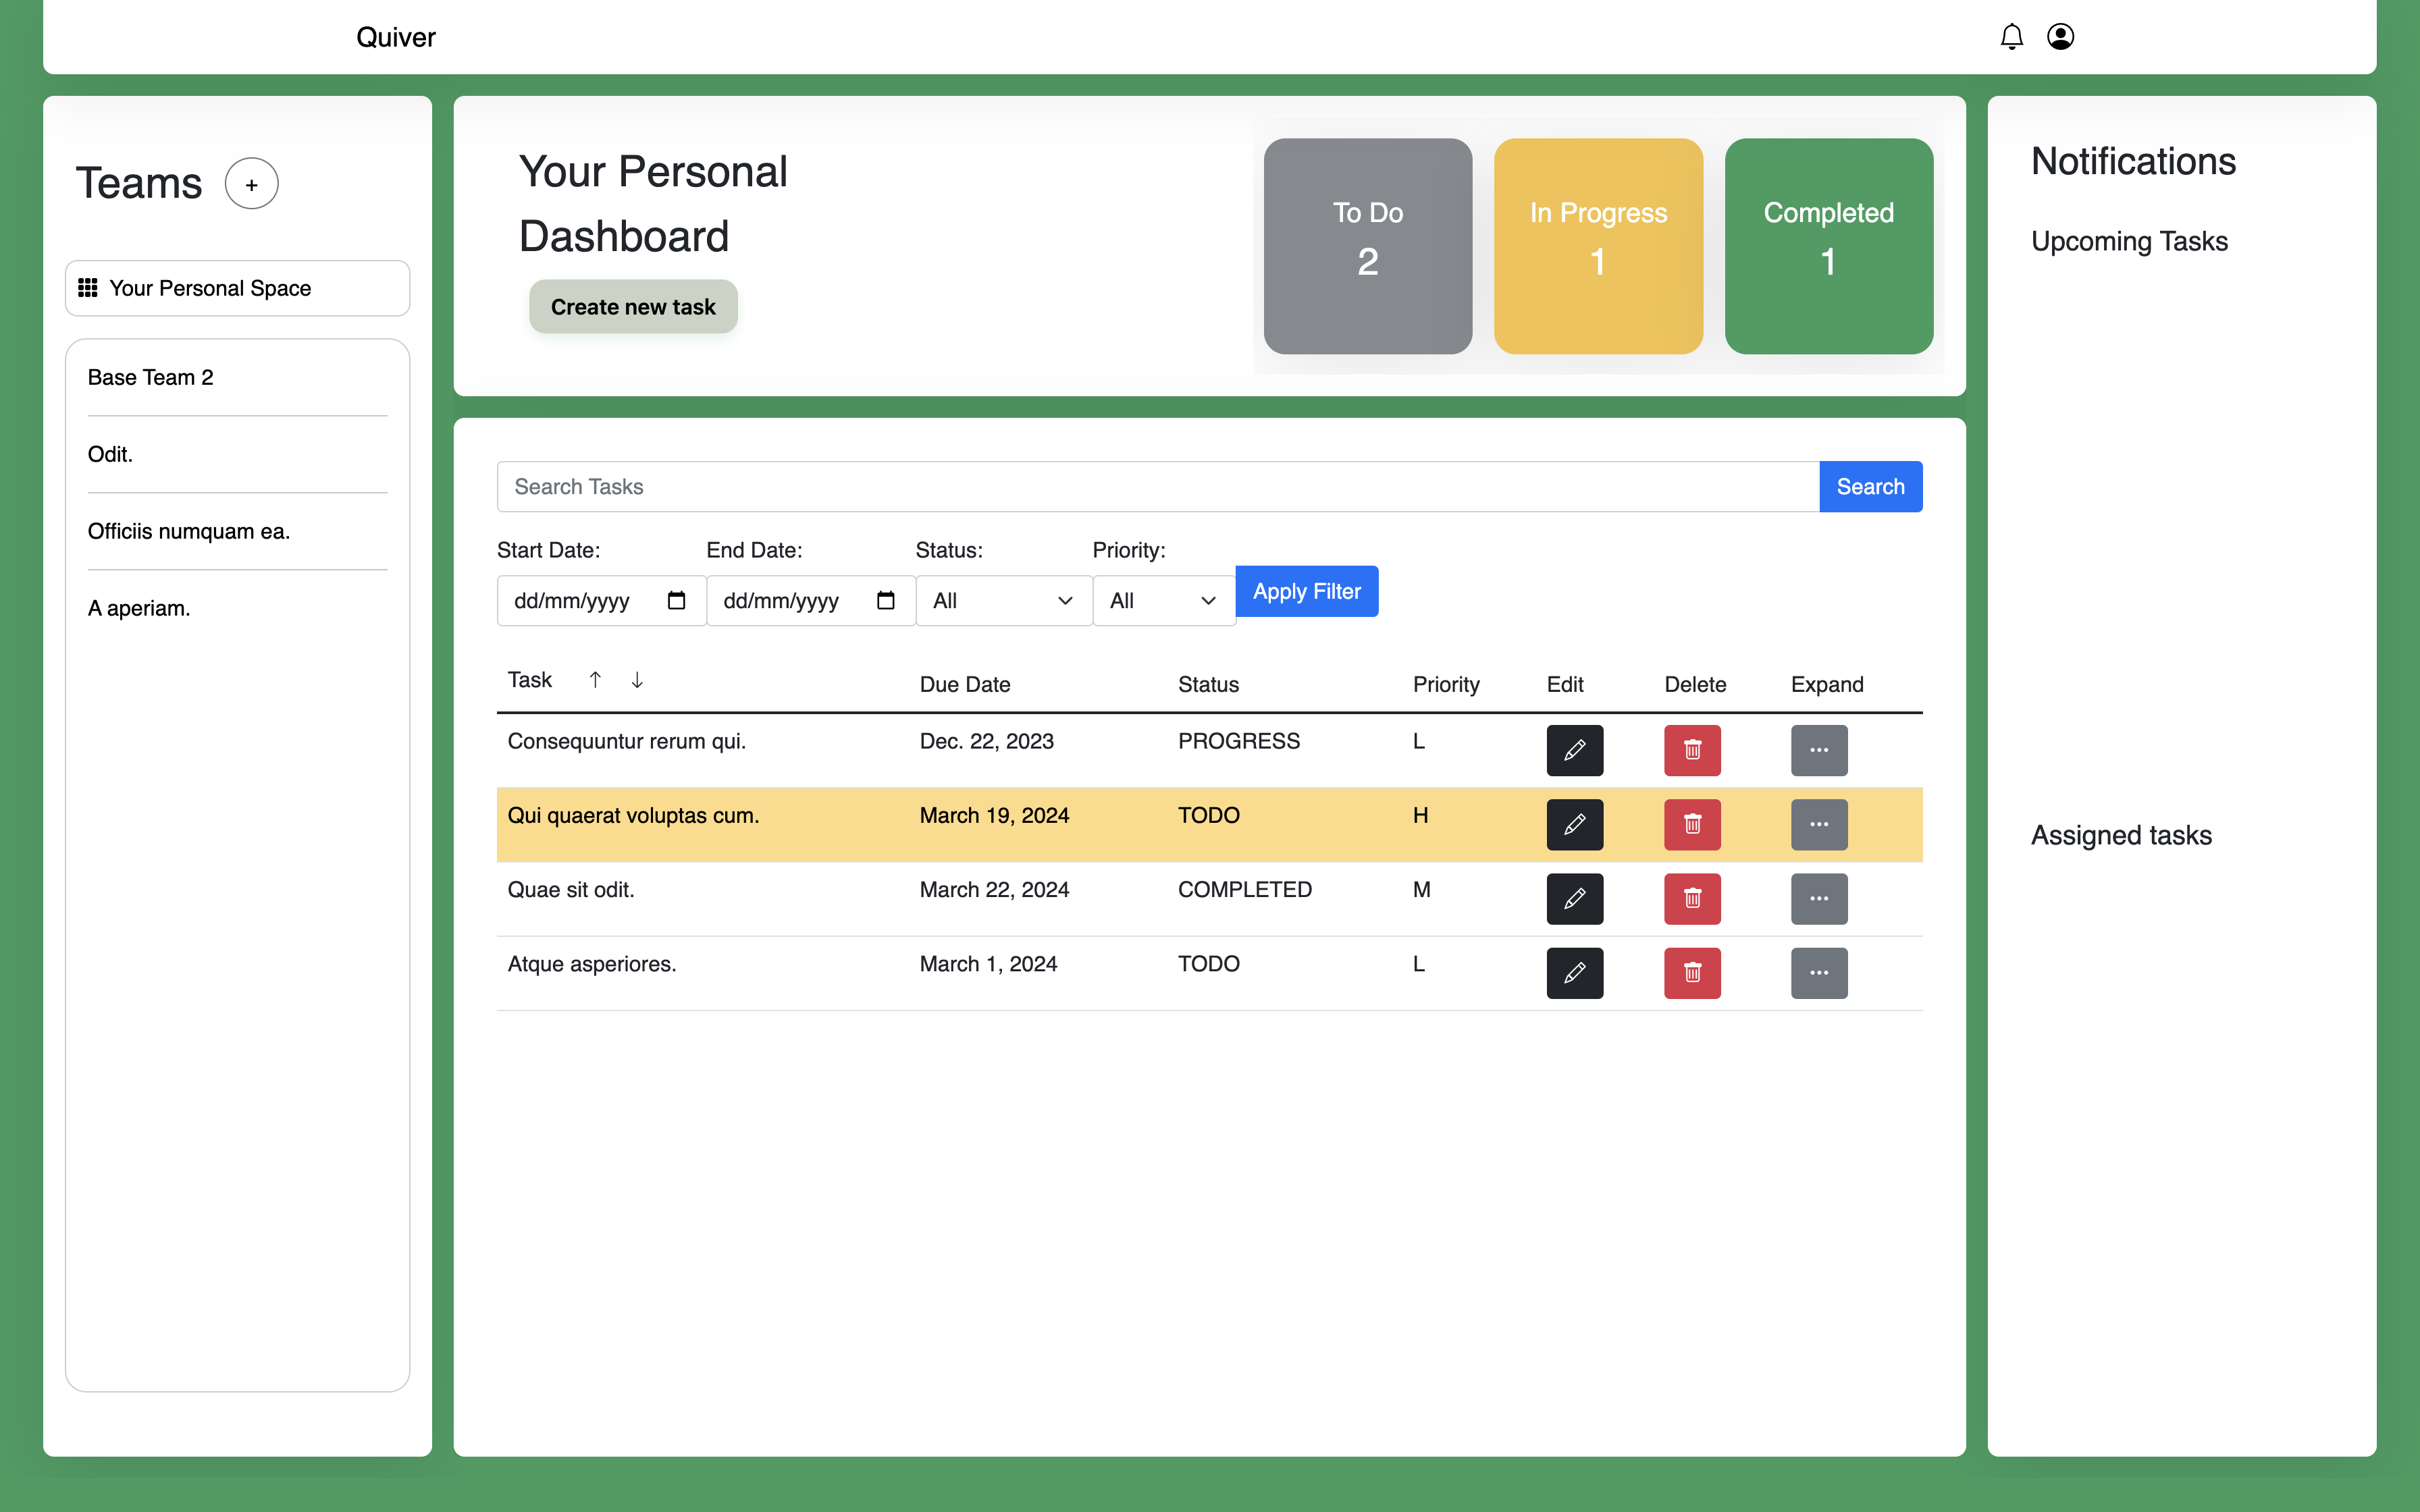 Quiver
Teams +
Your Personal Space
Base Team 2
Odit.
Officiis numquam ea.
A aperiam.
Your Personal
Dashboard
Create new task
To Do
2
In Progress
1
Completed
1
Search Tasks
Search
Start Date: End Date: Status: Priority:
dd/mm/yyyy dd/mm/yyyy All All Apply Filter
Task ↑ ↓ Due Date Status Priority Edit Delete Expand
Consequuntur rerum qui. Dec. 22, 2023 PROGRESS L
Qui quaerat voluptas cum. March 19, 2024 TODO H
Quae sit odit. March 22, 2024 COMPLETED M
Atque asperiores. March 1, 2024 TODO L
Notifications
Upcoming Tasks
Assigned tasks